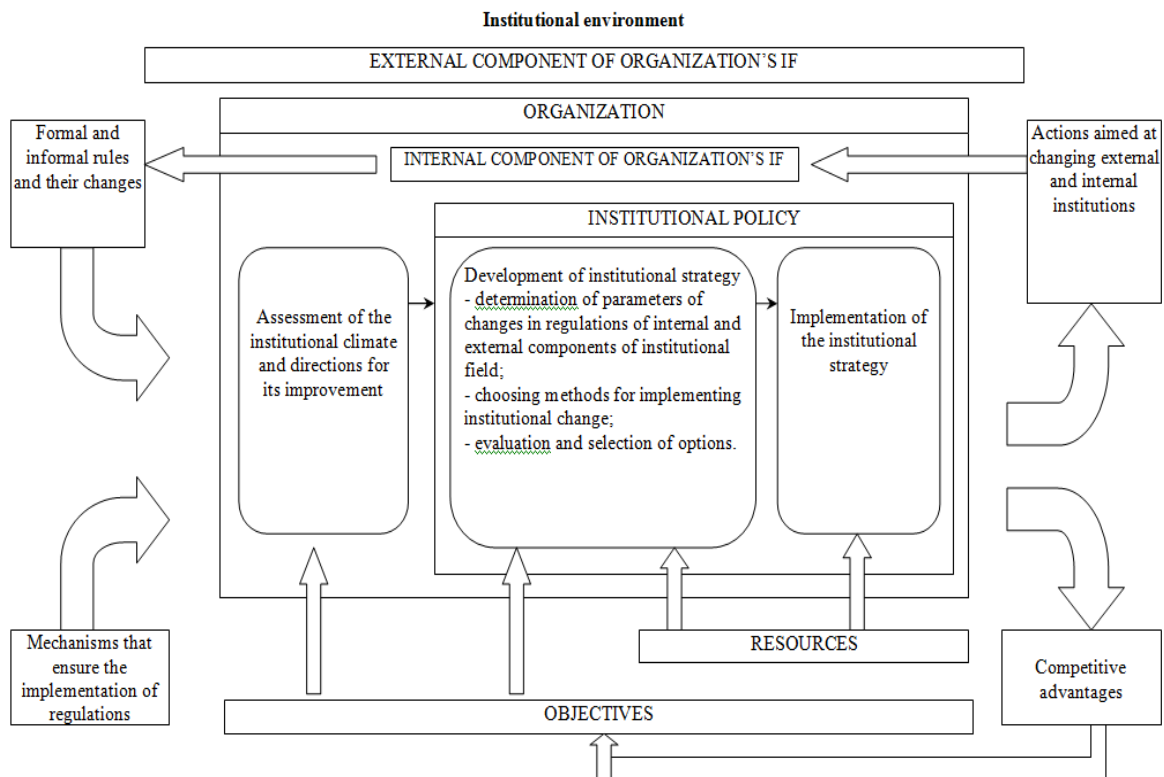 Institutional environment
EXTERNAL COMPONENT OF ORGANIZATION'S IF
ORGANIZATION
Formal and
informal rules
and their changes
INTERNAL COMPONENT OF ORGANIZATION'S IF
Actions aimed at
changing external
and internal
institutions
INSTITUTIONAL POLICY
Assessment of the
institutional climate
and directions for
its improvement
Development of institutional strategy
- determination of parameters of
changes in regulations of internal and
external components of institutional
field;
- choosing methods for implementing
institutional change;
- evaluation and selection of options.
Implementation of
the institutional
strategy
Mechanisms that
ensure the
implementation of
regulations
RESOURCES
Competitive
advantages
OBJECTIVES